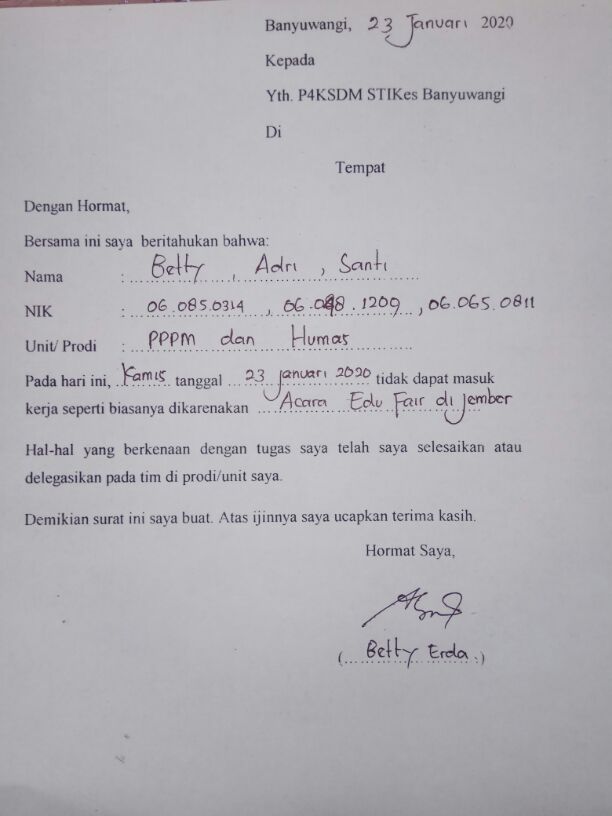 Banyuwangi, 23 Januari 2020
Kepada
Yth. P4KSDM STIKes Banyuwangi
Di
Tempat
Dengan Hormat,
Bersama ini saya beritahukan bahwa:
Nama : Betty, Adri, Santi
NIK : 06.085.0314, 06.098.1209, 06.065.0811
Unit/ Prodi : PPPM dan Humas
Pada hari ini, Kamis tanggal 23 januari 2020 tidak dapat masuk
kerja seperti biasanya dikarenakan Acara Edu Fair di jember
Hal-hal yang berkenaan dengan tugas saya telah saya selesaikan atau
delegasikan pada tim di prodi/unit saya.
Demikian surat ini saya buat. Atas ijinnya saya ucapkan terima kasih.
Hormat Saya,
(Betty Erda.)